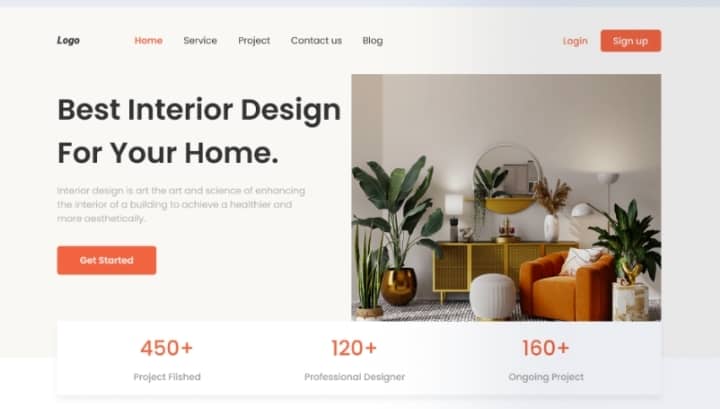 Logo
Home Service Project Contact us Blog
Login Sign up
Best Interior Design
For Your Home.
Interior design is art the art and science of enhancing
the interior of a building to achieve a healthier and
more aesthetically.
Get Started
450+ 120+ 160+
Project Flished Professional Designer Ongoing Project